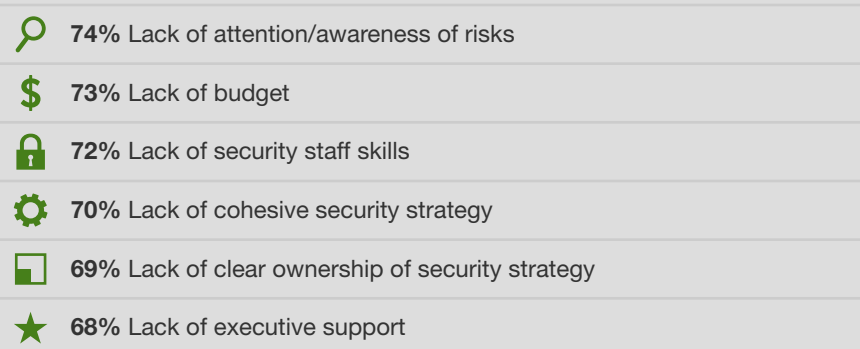 74% Lack of attention/awareness of risks
73% Lack of budget
72% Lack of security staff skills
70% Lack of cohesive security strategy
69% Lack of clear ownership of security strategy
68% Lack of executive support